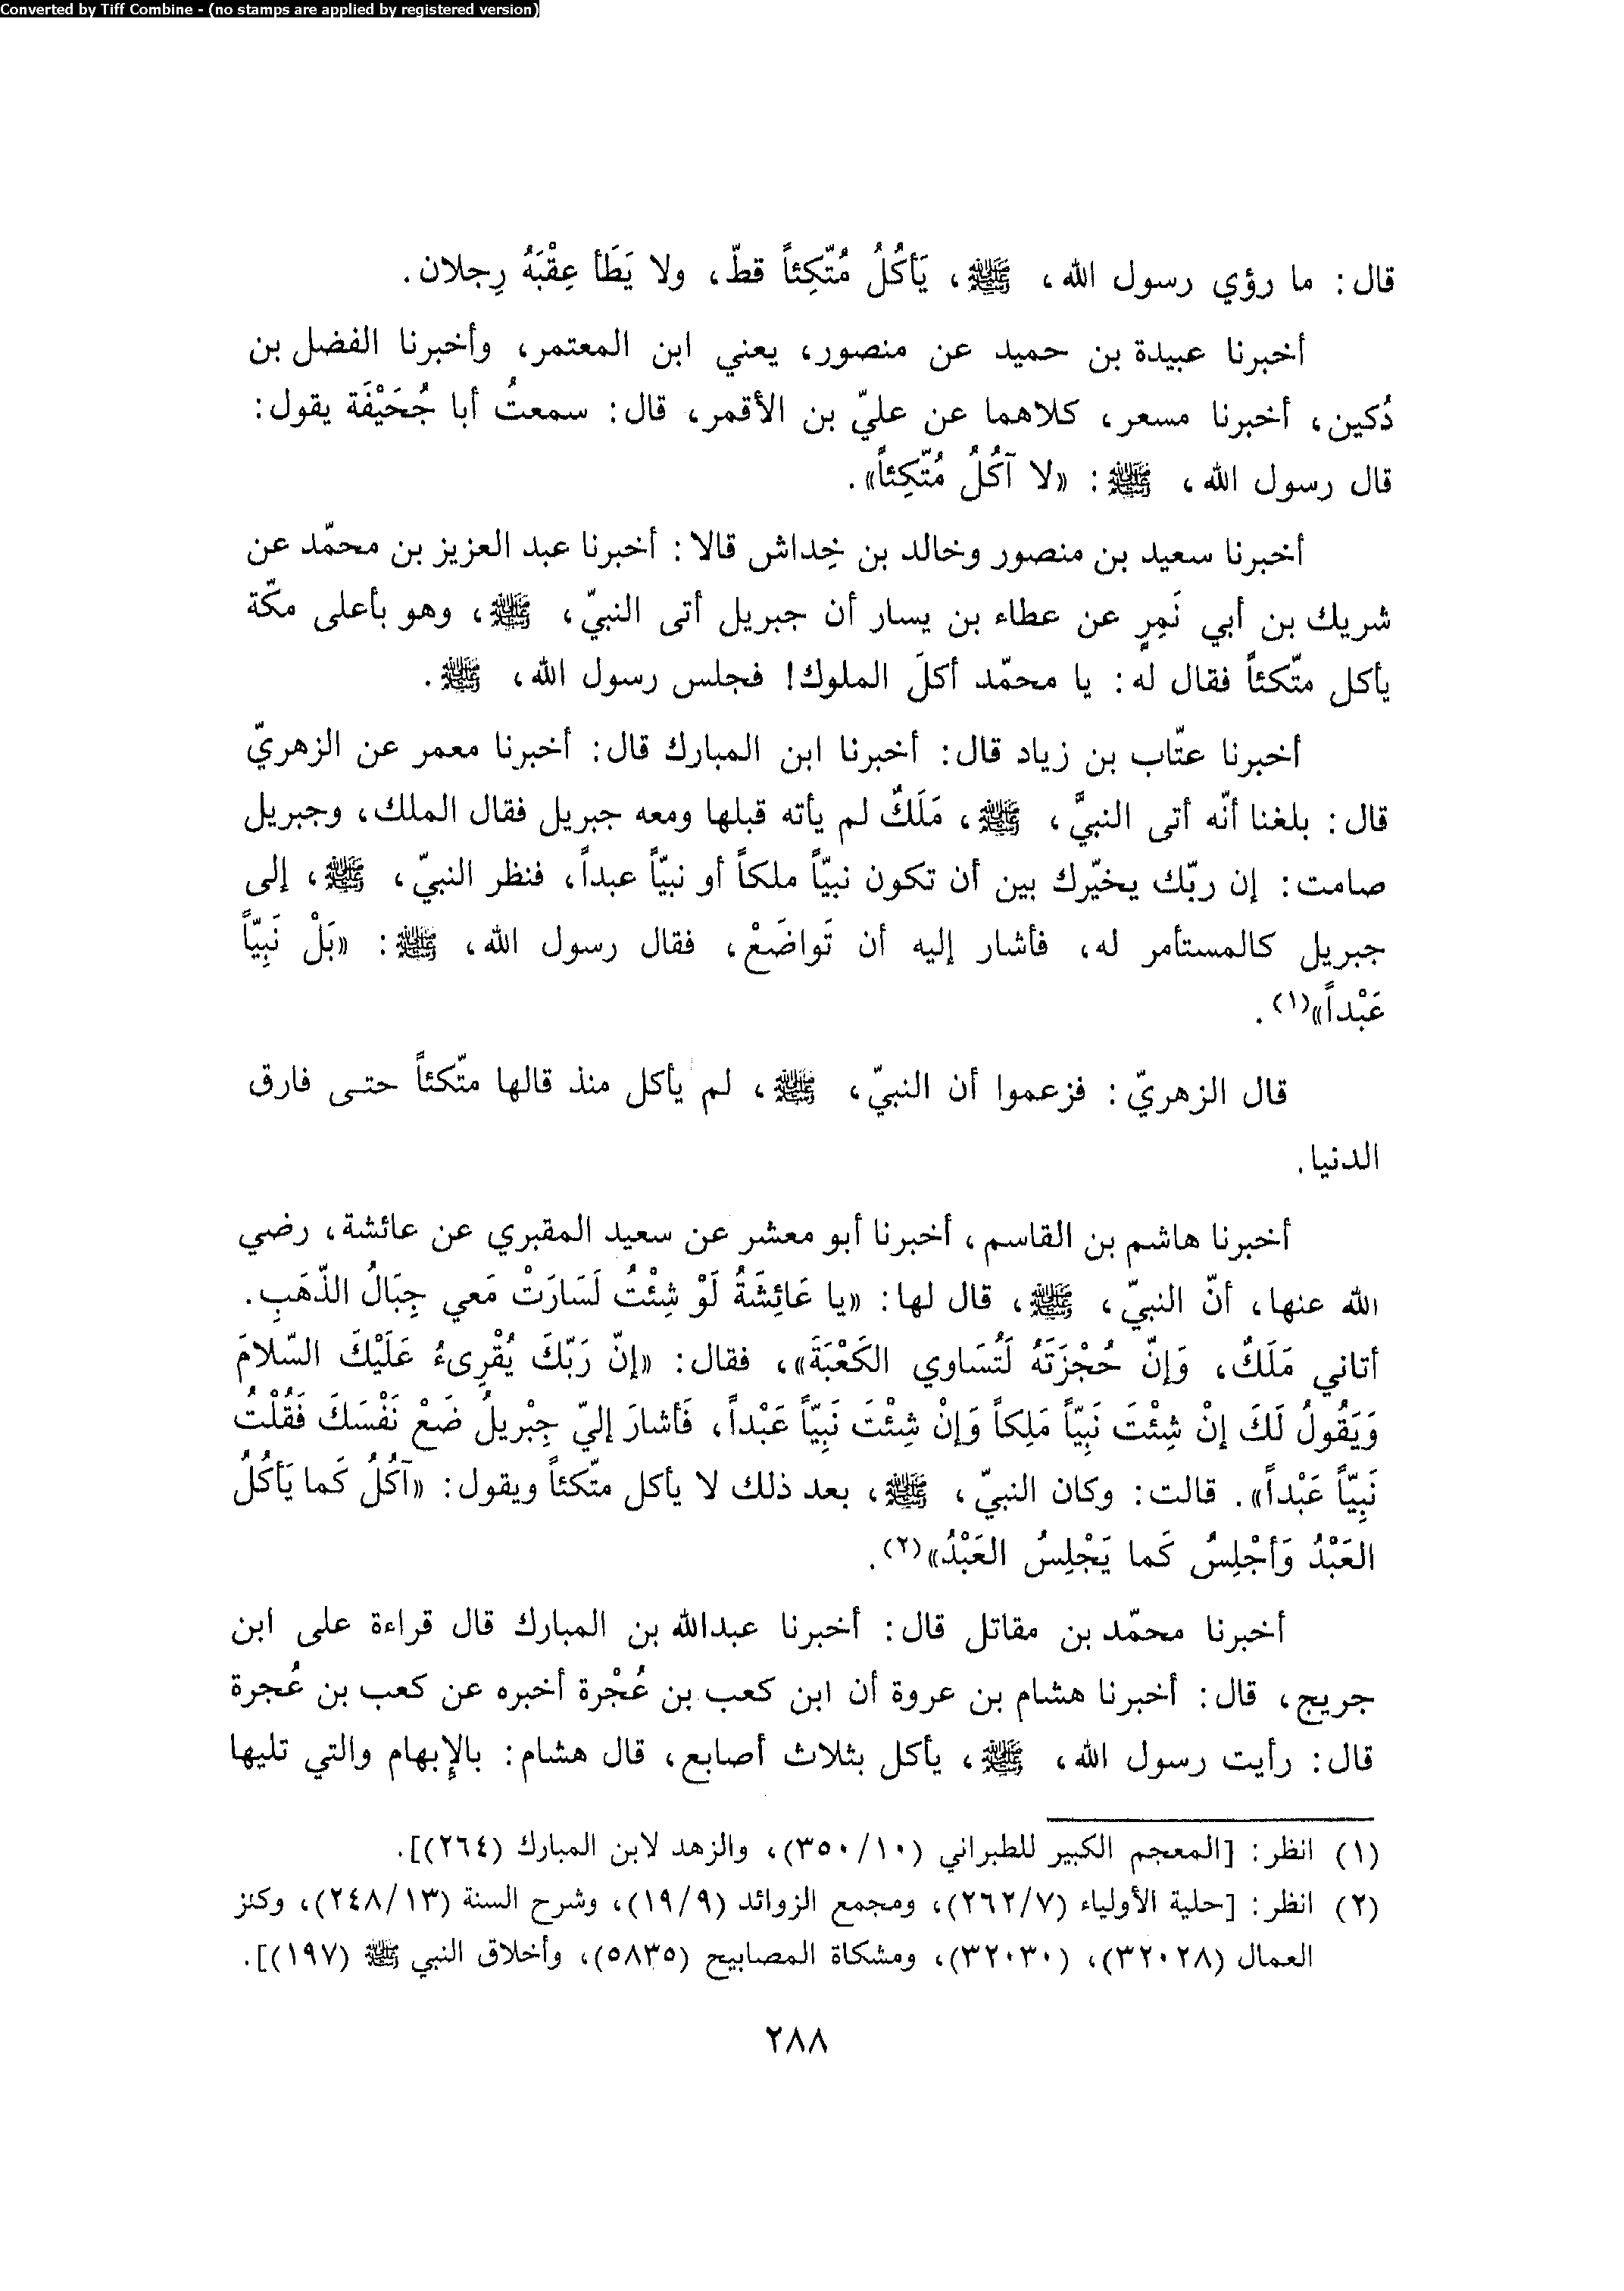 Converted by Tiff Combine - (no stamps are applied by registered version)
قال: ما رؤي رسول الله، ﷺ، يَأكُلُ مُتّكِئاً قطّ، ولا يَطَأ عِقْبَهُ رِجلان.
أخبرنا عبيدة بن حميد عن منصور، يعني ابن المعتمر، وأخبرنا الفضل بن
دُكين، أخبرنا مسعر، كلاهما عن عليّ بن الأقمر، قال: سمعتُ أبا جُحَيْفَة يقول:
قال رسول الله، ﷺ: «لا آكُلُ مُتّكِئاً».
أخبرنا سعيد بن منصور وخالد بن خِداش قالا: أخبرنا عبد العزيز بن محمّد عن
شريك بن أبي نَمِرٍ عن عطاء بن يسار أن جبريل أتى النبيّ، ﷺ، وهو بأعلى مكّة
يأكل متّكئاً فقال له: يا محمّد أكلَ الملوك! فجلس رسول الله، ﷺ.
أخبرنا عتّاب بن زياد قال: أخبرنا ابن المبارك قال: أخبرنا معمر عن الزهريّ
قال: بلغنا أنّه أتى النبيَّ، ﷺ، مَلَكٌ لم يأته قبلها ومعه جبريل فقال الملك، وجبريل
صامت: إن ربّك يخيّرك بين أن تكون نبيّاً ملكاً أو نبيّاً عبداً، فنظر النبيّ، ﷺ، إلى
جبريل كالمستأمر له، فأشار إليه أن تَواضَعْ، فقال رسول الله، ﷺ: «بَلْ نَبِيّاً
عَبْداً»(١).
قال الزهريّ: فزعموا أن النبيّ، ﷺ، لم يأكل منذ قالها متّكئاً حتى فارق
الدنيا.
أخبرنا هاشم بن القاسم، أخبرنا أبو معشر عن سعيد المقبري عن عائشة، رضي
الله عنها، أنّ النبيّ، ﷺ، قال لها: «يا عَائِشَةُ لَوْ شِئْتُ لَسَارَتْ مَعي جِبَالُ الذّهَبِ.
أتاني مَلَكٌ، وَإنّ حُجْزَتَهُ لَتُسَاوي الكَعْبَةَ»، فقال: «إنّ رَبّكَ يُقْرِىءُ عَلَيْكَ السّلامَ
وَيَقُولُ لَكَ إنْ شِئْتَ نَبِيّاً مَلِكاً وَإنْ شِئْتَ نَبِيّاً عَبْداً، فَأشارَ إليّ جِبْريلُ ضَعْ نَفْسَكَ فَقُلْتُ
نَبِيّاً عَبْداً». قالت: وكان النبيّ، ﷺ، بعد ذلك لا يأكل متّكئاً ويقول: «آكُلُ كَما يَأكُلُ
العَبْدُ وَأجْلِسُ كَما يَجْلِسُ العَبْدُ»(٢).
أخبرنا محمّد بن مقاتل قال: أخبرنا عبدالله بن المبارك قال قراءة على ابن
جريج، قال: أخبرنا هشام بن عروة أن ابن كعب بن عُجْرة أخبره عن كعب بن عُجرة
قال: رأيت رسول الله، ﷺ، يأكل بثلاث أصابع، قال هشام: بالإبهام والتي تليها
(١) انظر: [المعجم الكبير للطبراني (٣٥٠/١٠)، والزهد لابن المبارك (٢٦٤)].
(٢) انظر: [حلية الأولياء (٢٦٢/٧)، ومجمع الزوائد (١٩/٩)، وشرح السنة (٢٤٨/١٣)، وكنز
العمال (٣٢٠٢٨)، (٣٢٠٣٠)، ومشكاة المصابيح (٥٨٣٥)، وأخلاق النبي ﷺ (١٩٧)].
٢٨٨